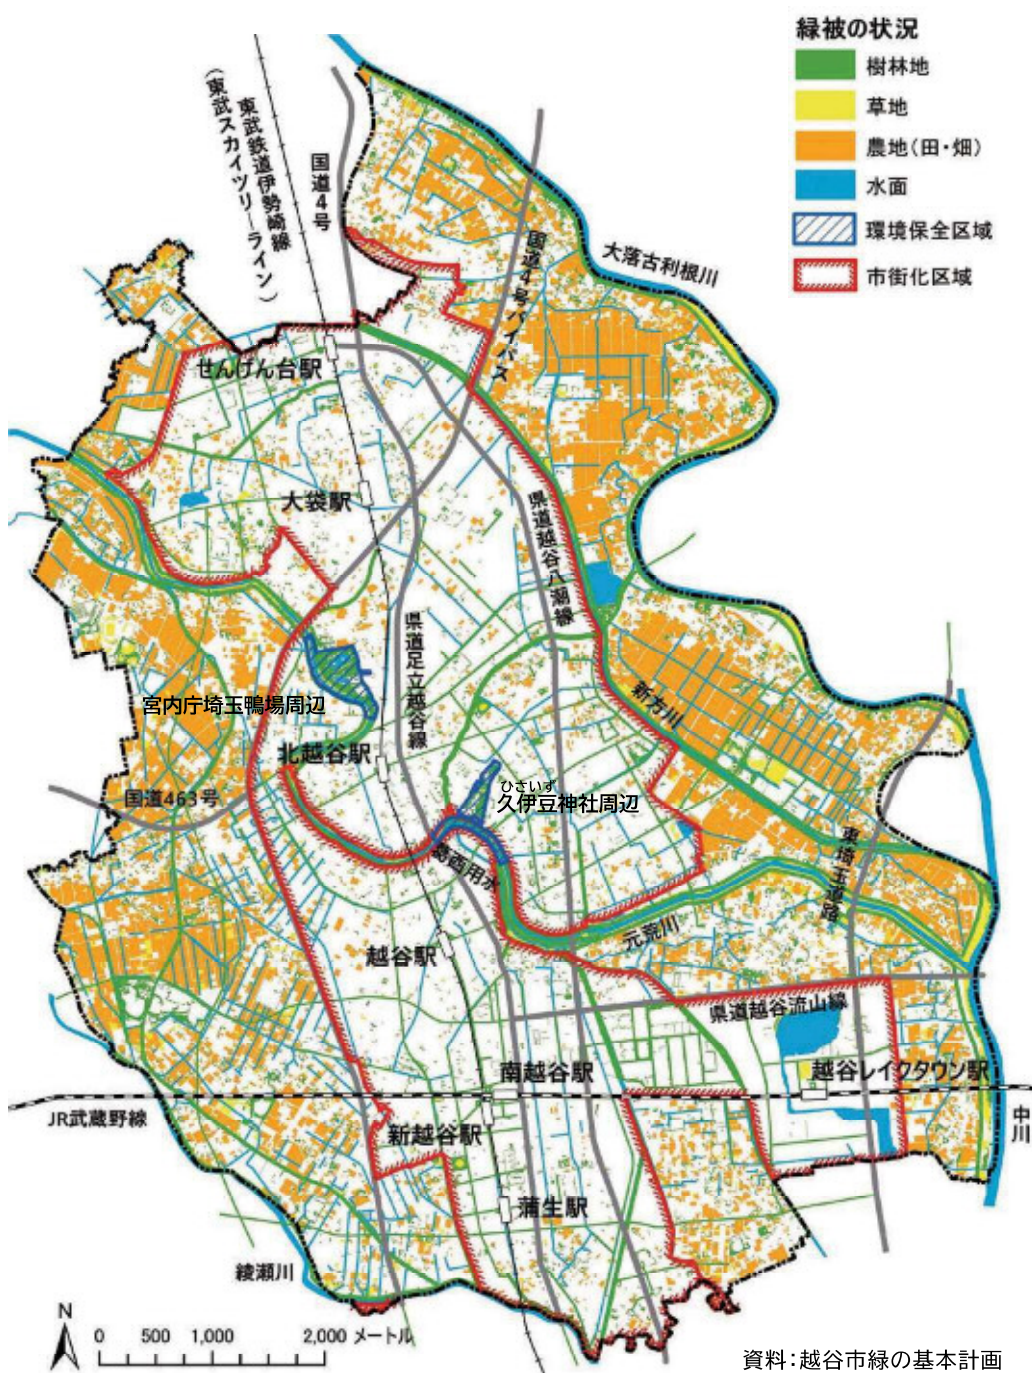 緑被の状況
樹林地
草地
農地(田・畑)
水面
環境保全区域
市街化区域
東武鉄道伊勢崎線
(東武スカイツリーライン)
国道4号
国道4号バイパス
大落古利根川
せんげん台駅
大袋駅
県道越谷八潮線
県道足立越谷線
宮内庁埼玉鴨場周辺
新方川
北越谷駅
国道463号
ひさいず
久伊豆神社周辺
葛西用水
東埼玉道路
元荒川
越谷駅
県道越谷流山線
南越谷駅
越谷レイクタウン駅
JR武蔵野線
新越谷駅
中川
蒲生駅
綾瀬川
N
0 500 1,000 2,000 メートル
資料:越谷市緑の基本計画